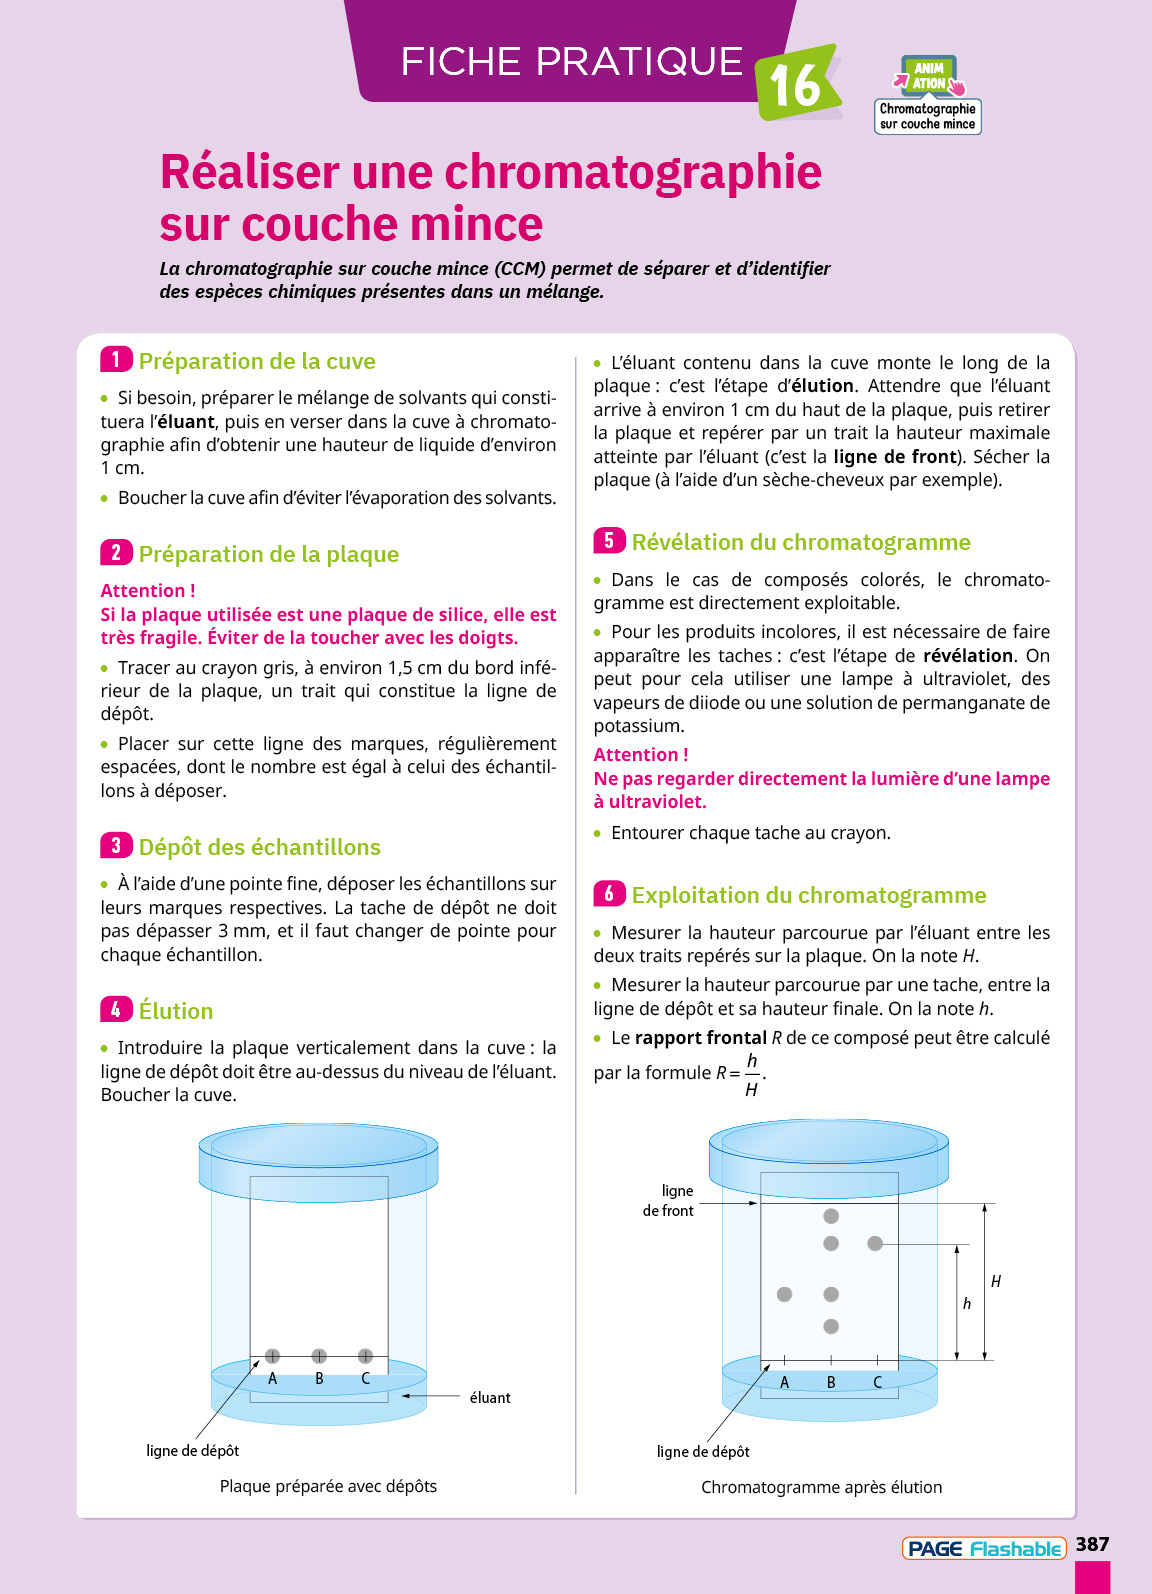 FICHE PRATIQUE
16
ANIM
ATION
Chromatographie
sur couche mince
Réaliser une chromatographie
sur couche mince
La chromatographie sur couche mince (CCM) permet de séparer et d’identifier
des espèces chimiques présentes dans un mélange.
1 Préparation de la cuve
• Si besoin, préparer le mélange de solvants qui consti-
tuera l’éluant, puis en verser dans la cuve à chromato-
graphie afin d’obtenir une hauteur de liquide d’environ
1 cm.
• Boucher la cuve afin d’éviter l’évaporation des solvants.
2 Préparation de la plaque
Attention !
Si la plaque utilisée est une plaque de silice, elle est
très fragile. Éviter de la toucher avec les doigts.
• Tracer au crayon gris, à environ 1,5 cm du bord infé-
rieur de la plaque, un trait qui constitue la ligne de
dépôt.
• Placer sur cette ligne des marques, régulièrement
espacées, dont le nombre est égal à celui des échantil-
lons à déposer.
3 Dépôt des échantillons
• À l’aide d’une pointe fine, déposer les échantillons sur
leurs marques respectives. La tache de dépôt ne doit
pas dépasser 3 mm, et il faut changer de pointe pour
chaque échantillon.
4 Élution
• Introduire la plaque verticalement dans la cuve : la
ligne de dépôt doit être au-dessus du niveau de l’éluant.
Boucher la cuve.
A B C
éluant
ligne de dépôt
Plaque préparée avec dépôts
• L’éluant contenu dans la cuve monte le long de la
plaque : c’est l’étape d’élution. Attendre que l’éluant
arrive à environ 1 cm du haut de la plaque, puis retirer
la plaque et repérer par un trait la hauteur maximale
atteinte par l’éluant (c’est la ligne de front). Sécher la
plaque (à l’aide d’un sèche-cheveux par exemple).
5 Révélation du chromatogramme
• Dans le cas de composés colorés, le chromato-
gramme est directement exploitable.
• Pour les produits incolores, il est nécessaire de faire
apparaître les taches : c’est l’étape de révélation. On
peut pour cela utiliser une lampe à ultraviolet, des
vapeurs de diiode ou une solution de permanganate de
potassium.
Attention !
Ne pas regarder directement la lumière d’une lampe
à ultraviolet.
• Entourer chaque tache au crayon.
6 Exploitation du chromatogramme
• Mesurer la hauteur parcourue par l’éluant entre les
deux traits repérés sur la plaque. On la note H.
• Mesurer la hauteur parcourue par une tache, entre la
ligne de dépôt et sa hauteur finale. On la note h.
• Le rapport frontal R de ce composé peut être calculé
par la formule R = h/H.
ligne
de front
H
h
A B C
ligne de dépôt
Chromatogramme après élution
PAGE Flashable
387